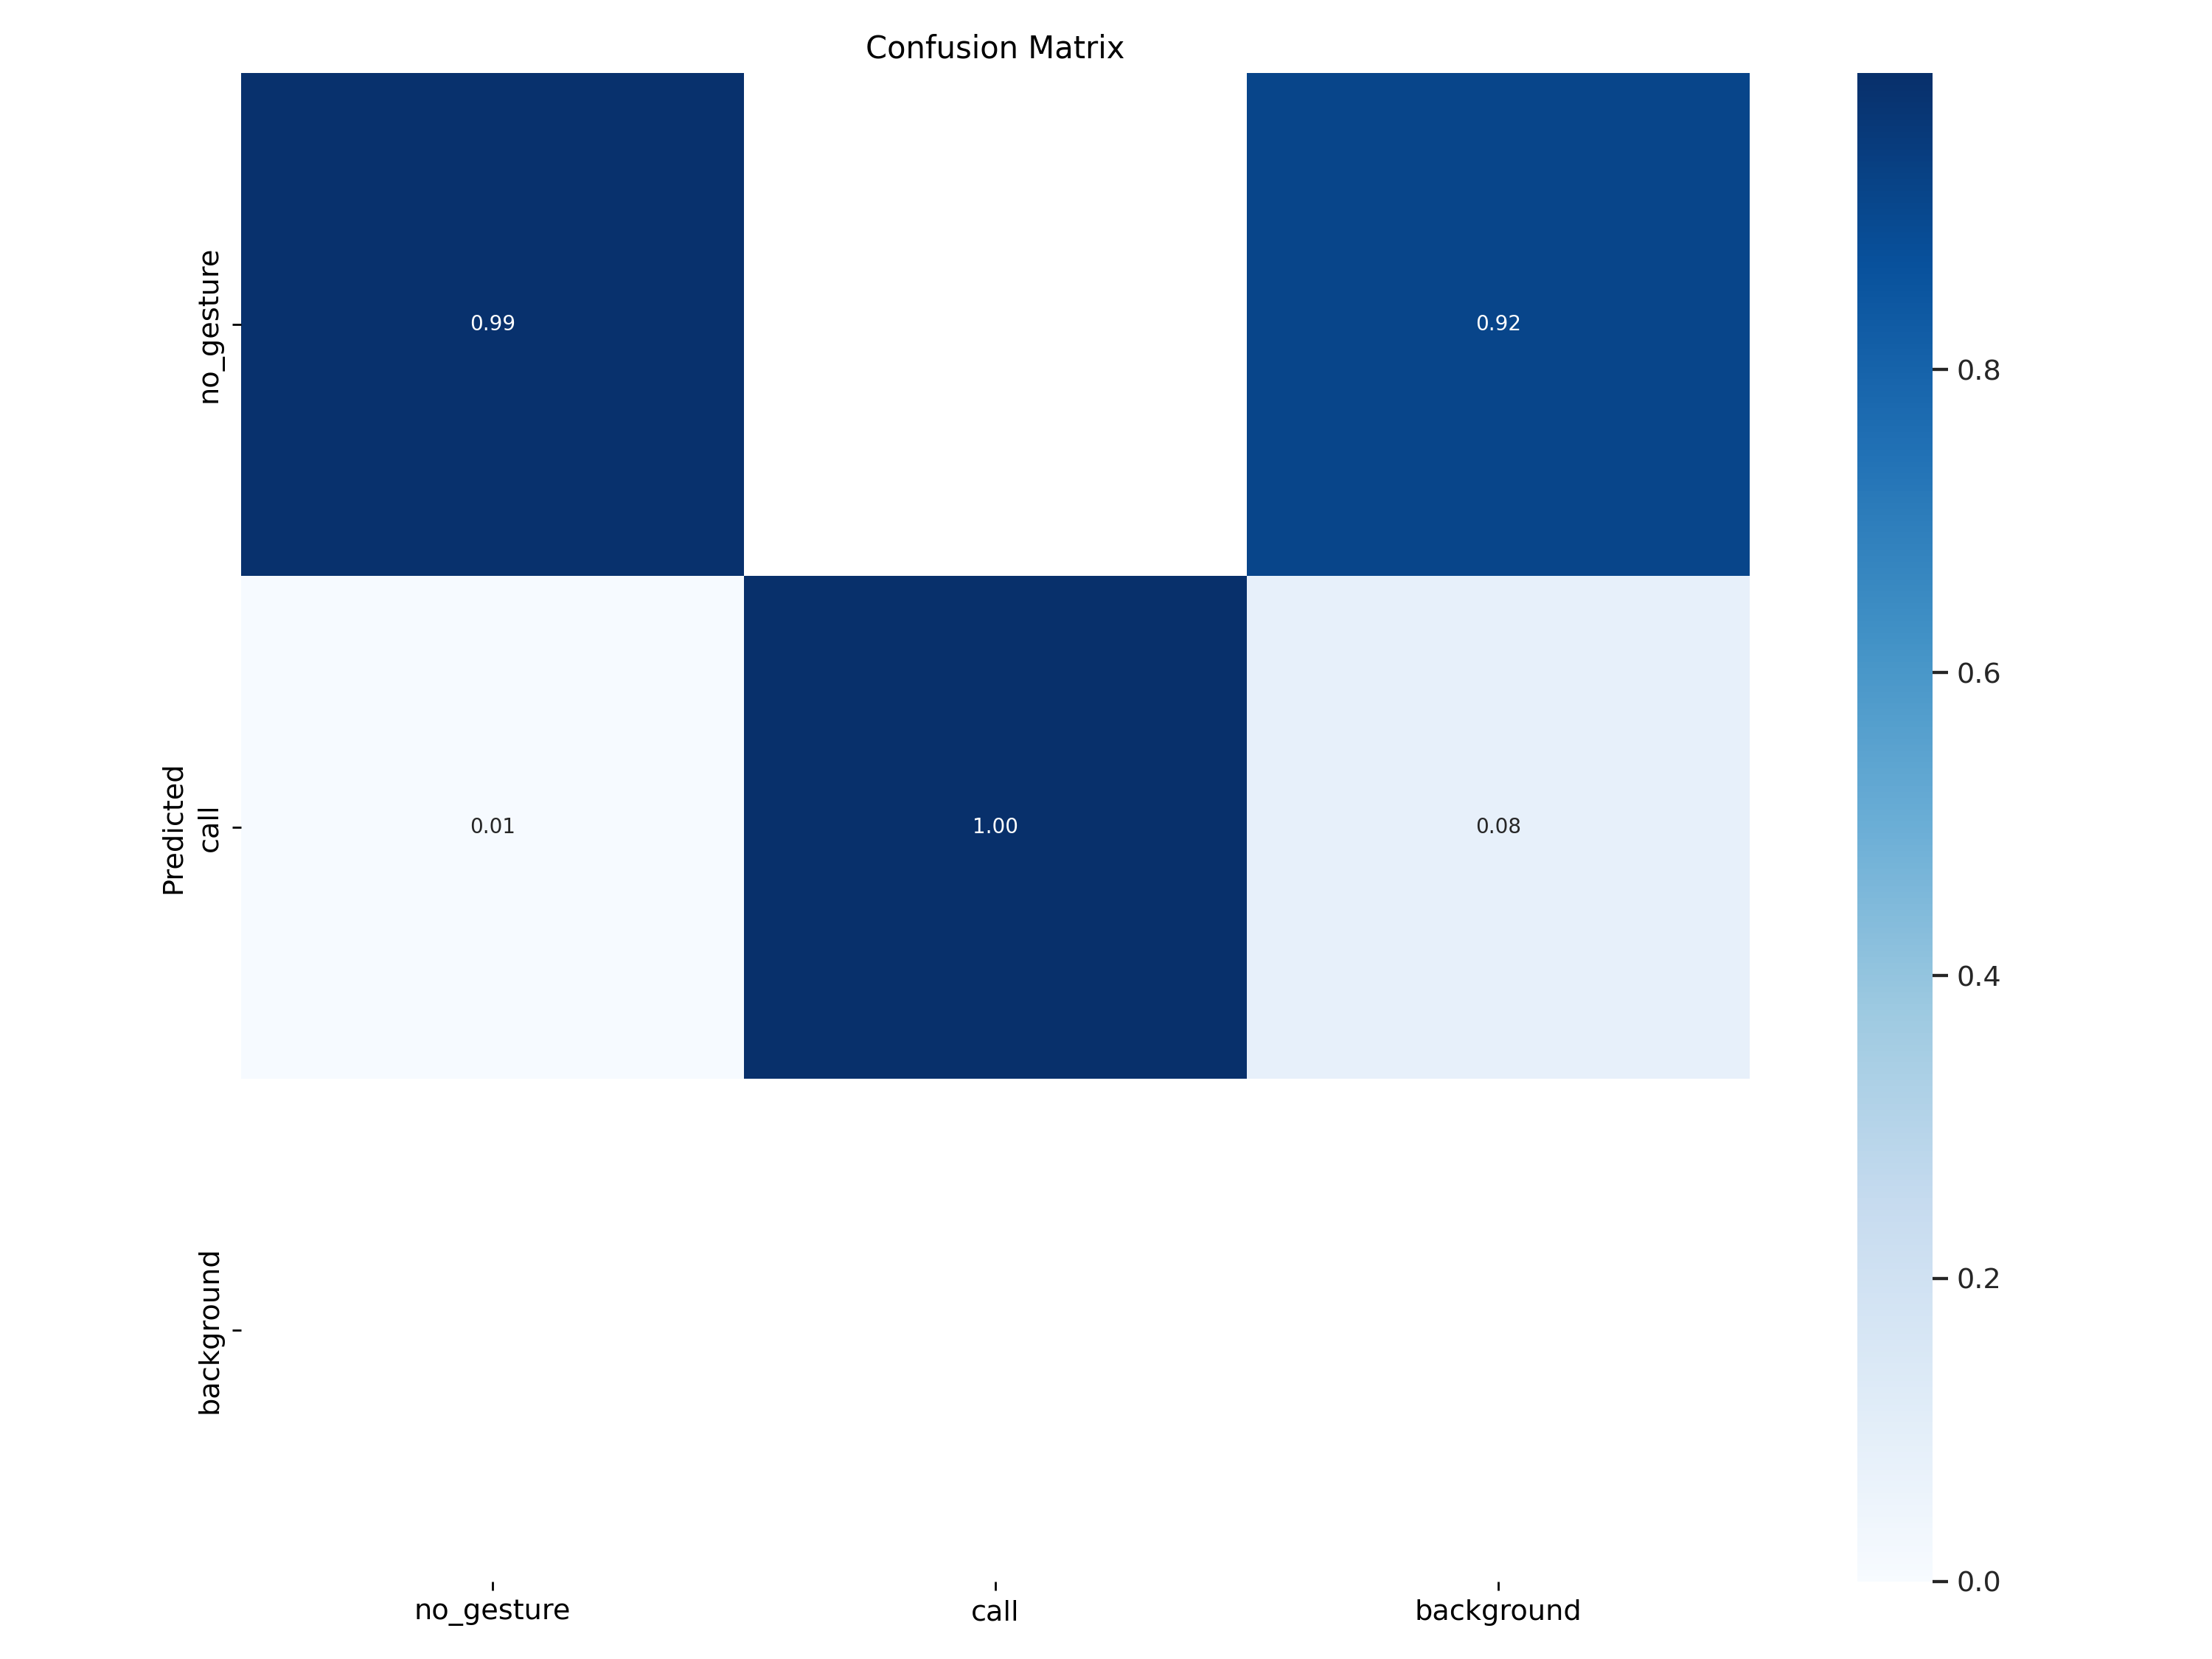 Confusion Matrix
no_gesture
call
background
Predicted
0.99
0.92
0.01
1.00
0.08
no_gesture
call
background
0.8
0.6
0.4
0.2
0.0